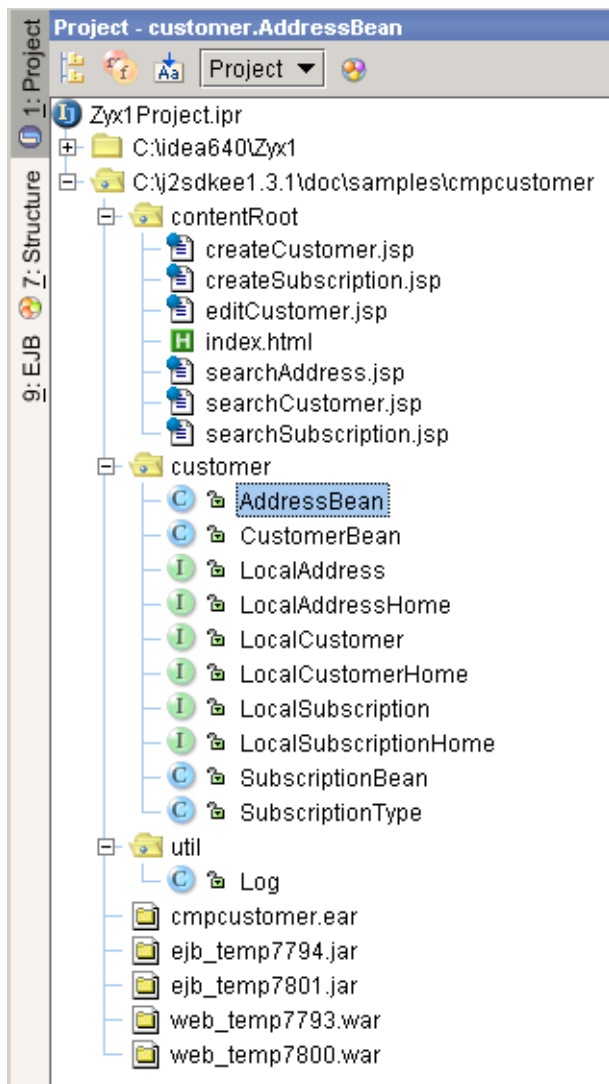 Project - customer.AddressBean
1: Project
7: Structure
9: EJB
Project
Zyx1Project.ipr
C:\idea640\Zyx1
C:\j2sdkee1.3.1\doc\samples\cmpcustomer
contentRoot
createCustomer.jsp
createSubscription.jsp
editCustomer.jsp
H index.html
searchAddress.jsp
searchCustomer.jsp
searchSubscription.jsp
customer
C AddressBean
C CustomerBean
I LocalAddress
I LocalAddressHome
I LocalCustomer
I LocalCustomerHome
I LocalSubscription
I LocalSubscriptionHome
C SubscriptionBean
C SubscriptionType
util
C Log
cmpcustomer.ear
ejb_temp7794.jar
ejb_temp7801.jar
web_temp7793.war
web_temp7800.war